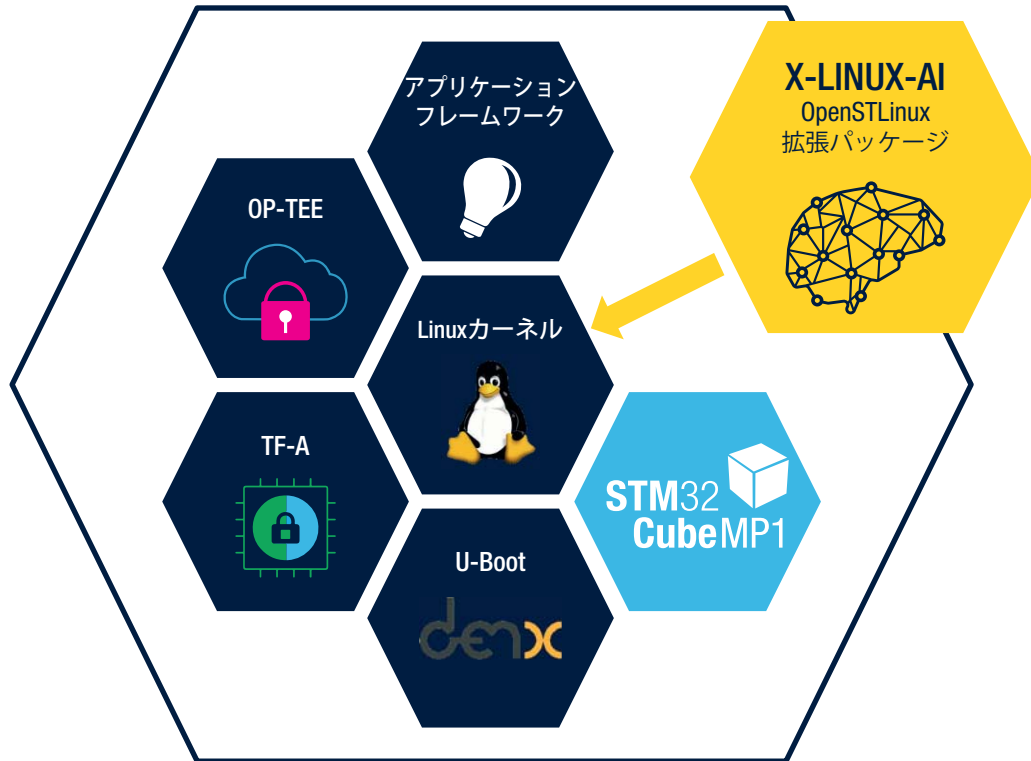 アプリケーション
フレームワーク
X-LINUX-AI
OpenSTLinux
拡張パッケージ
OP-TEE
Linuxカーネル
TF-A
STM32
CubeMP1
U-Boot
denx